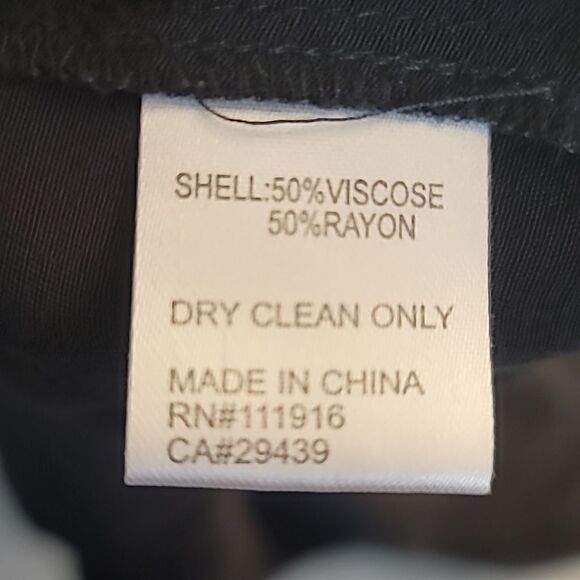 SHELL:50%VISCOSE
50%RAYON
DRY CLEAN ONLY
MADE IN CHINA
RN#111916
CA#29439